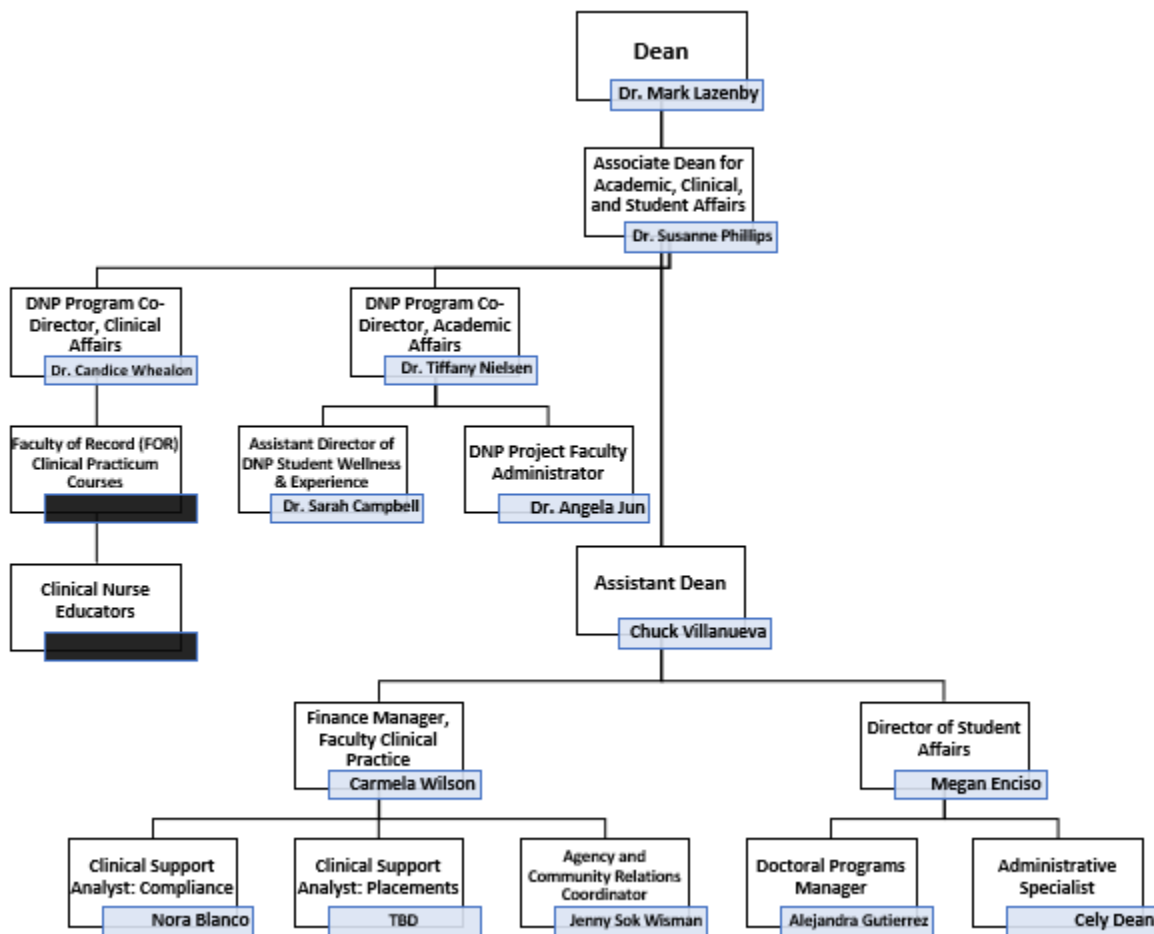 Dean
Dr. Mark Lazenby
Associate Dean for
Academic, Clinical,
and Student Affairs
Dr. Susanne Phillips
DNP Program Co-
Director, Clinical
Affairs
Dr. Candice Whealon
DNP Program Co-
Director, Academic
Affairs
Dr. Tiffany Nielsen
Faculty of Record (FOR)
Clinical Practicum
Courses
Assistant Director of
DNP Student Wellness
& Experience
Dr. Sarah Campbell
DNP Project Faculty
Administrator
Dr. Angela Jun
Clinical Nurse
Educators
Assistant Dean
Chuck Villanueva
Finance Manager,
Faculty Clinical
Practice
Carmela Wilson
Director of Student
Affairs
Megan Enciso
Clinical Support
Analyst: Compliance
Nora Blanco
Clinical Support
Analyst: Placements
TBD
Agency and
Community Relations
Coordinator
Jenny Sok Wisman
Doctoral Programs
Manager
Alejandra Gutierrez
Administrative
Specialist
Cely Dean